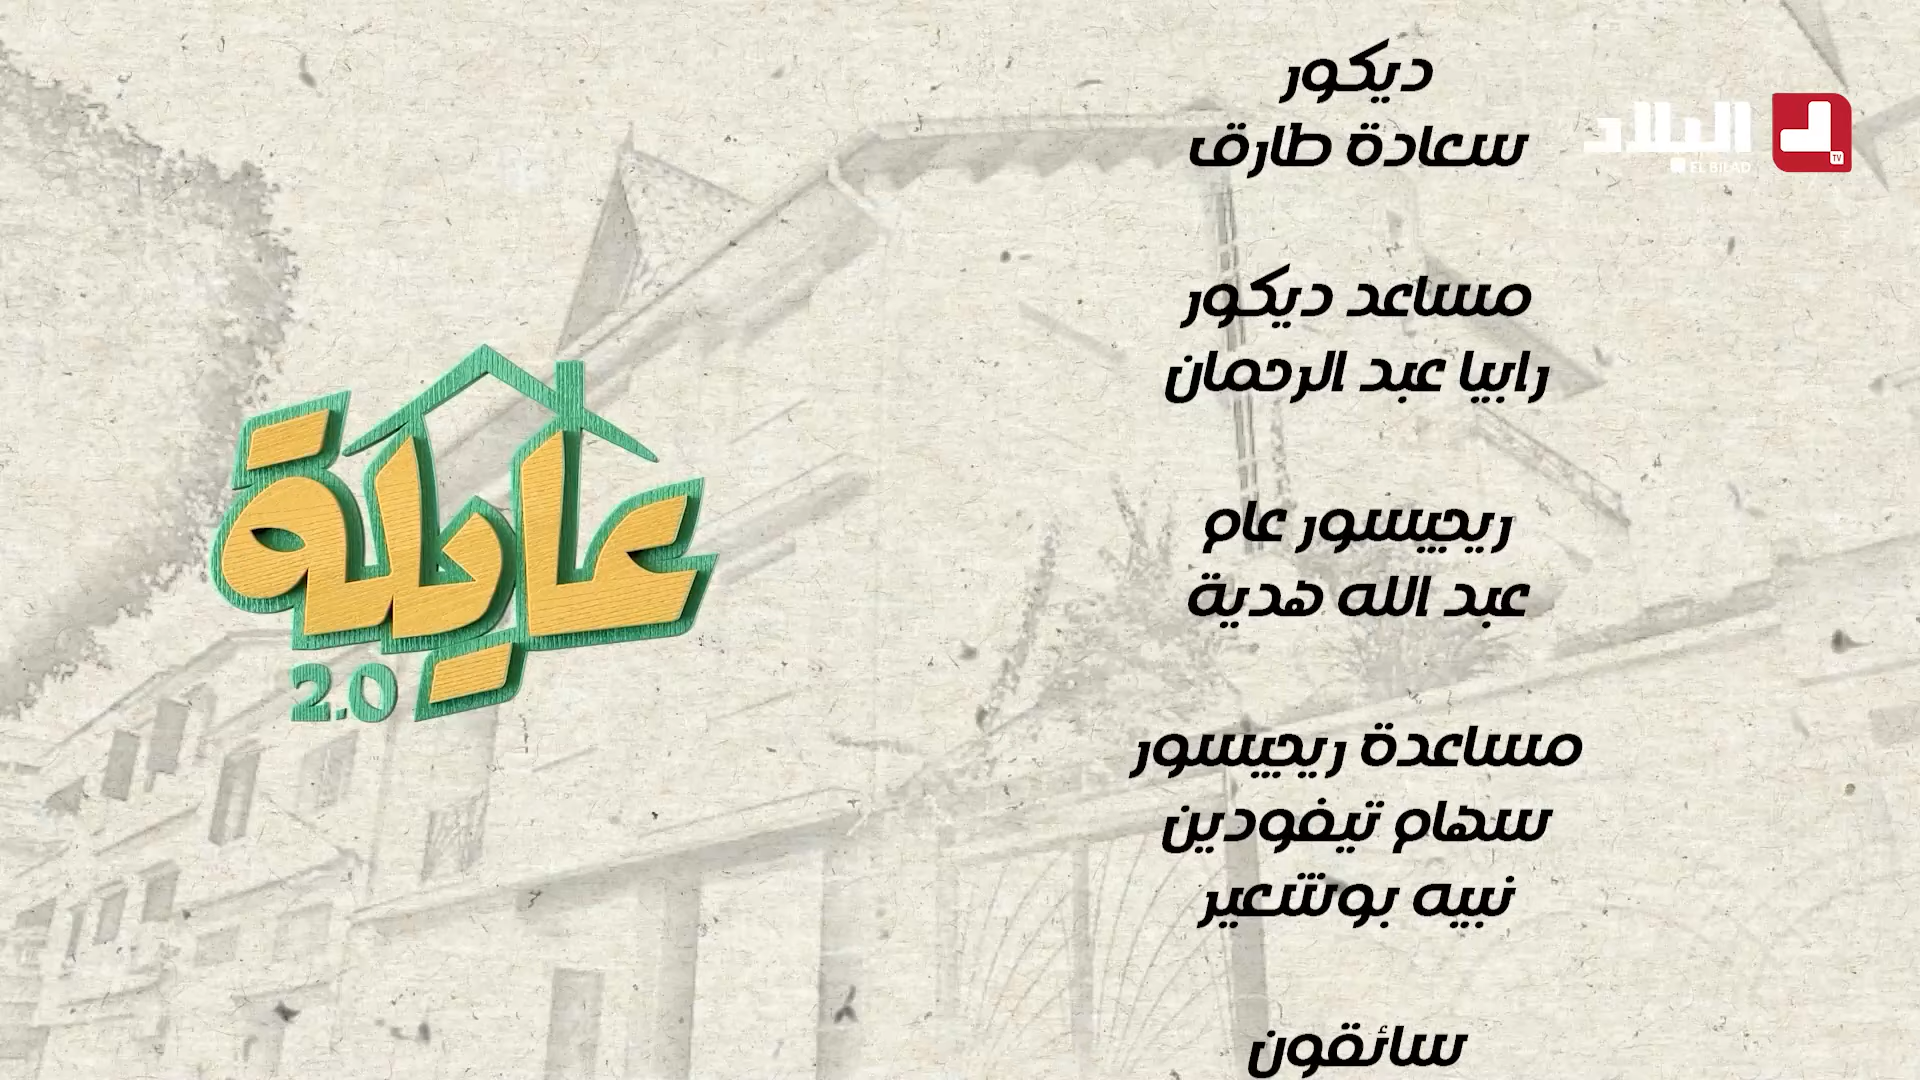 ديكور
سعادة طارق
البلاد
EL BILAD
TV
مساعد ديكور
رابيا عبد الرحمان
عايلة
2.0
ريجيسور عام
عبد الله هدية
مساعدة ريجيسور
سهام تيفودين
نبيه بوشعير
سائقون